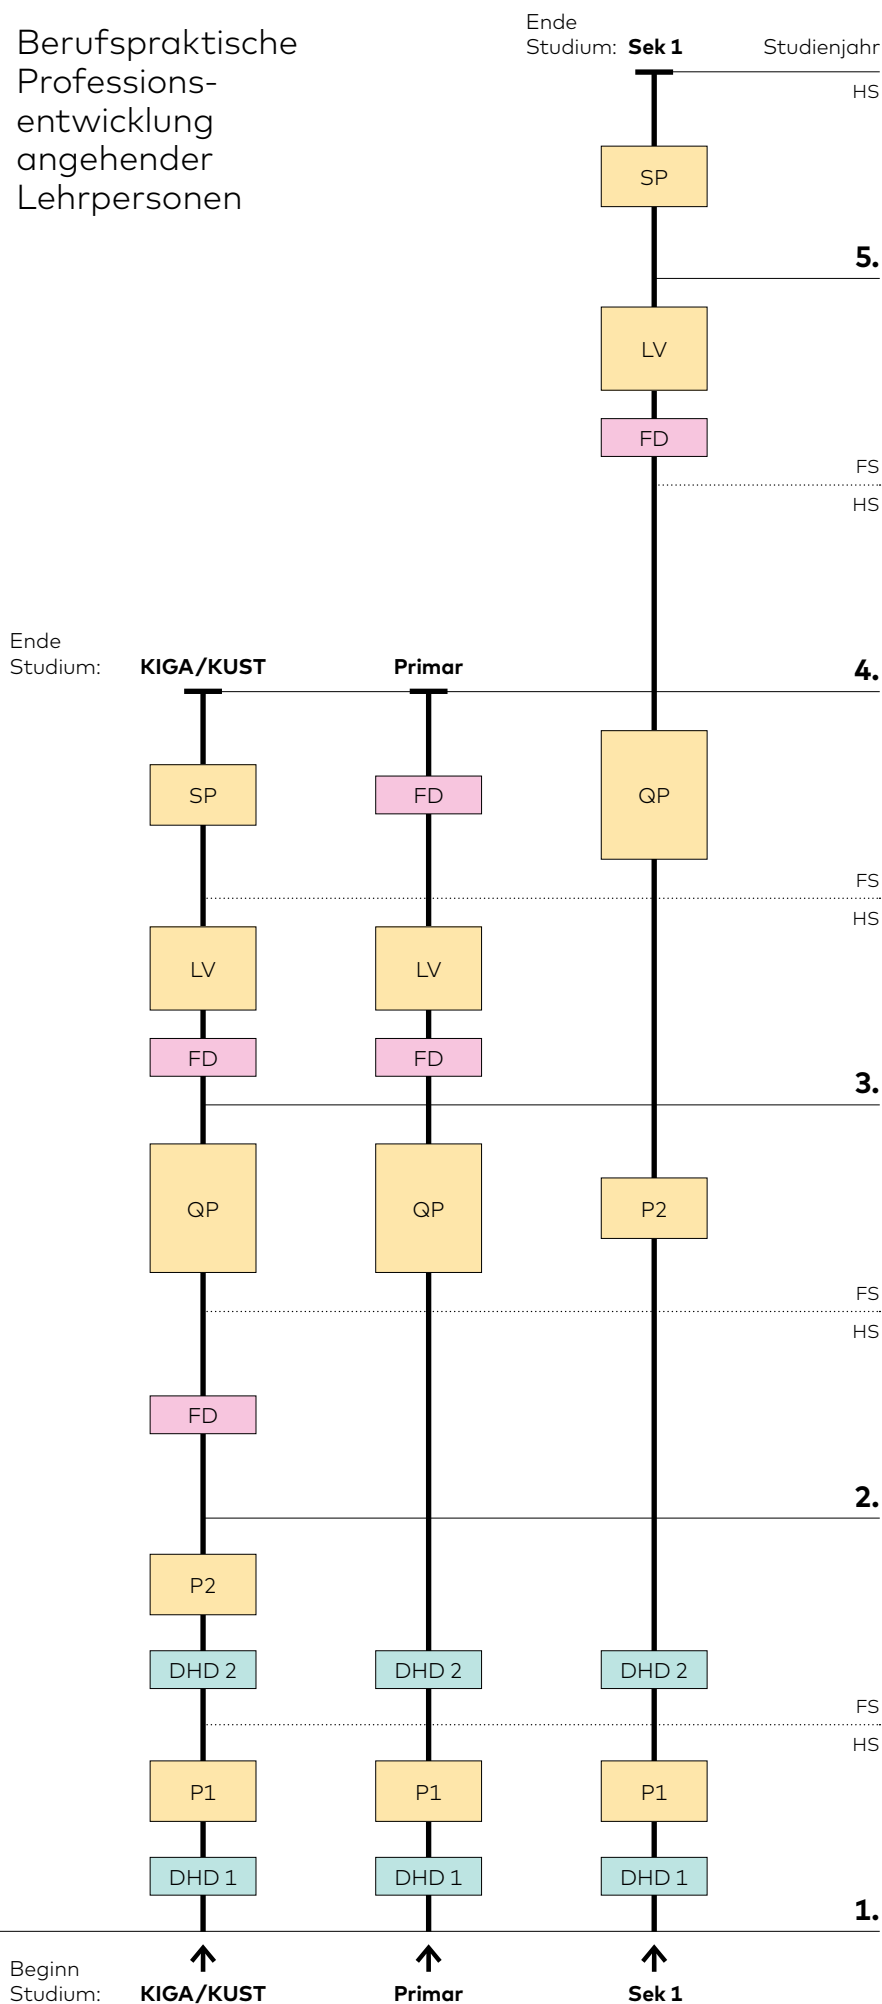 Berufspraktische
Professions-
entwicklung
angehender
Lehrpersonen
Ende
Studium: Sek 1 Studienjahr
HS
SP
5.
LV
FD
FS
HS
Ende
Studium: KIGA/KUST Primar 4.
SP FD QP
FS
HS
LV LV
FD FD
3.
QP QP P2
FS
HS
FD
2.
P2
DHD 2 DHD 2 DHD 2
FS
HS
P1 P1 P1
DHD 1 DHD 1 DHD 1
1.
Beginn
Studium: KIGA/KUST Primar Sek 1